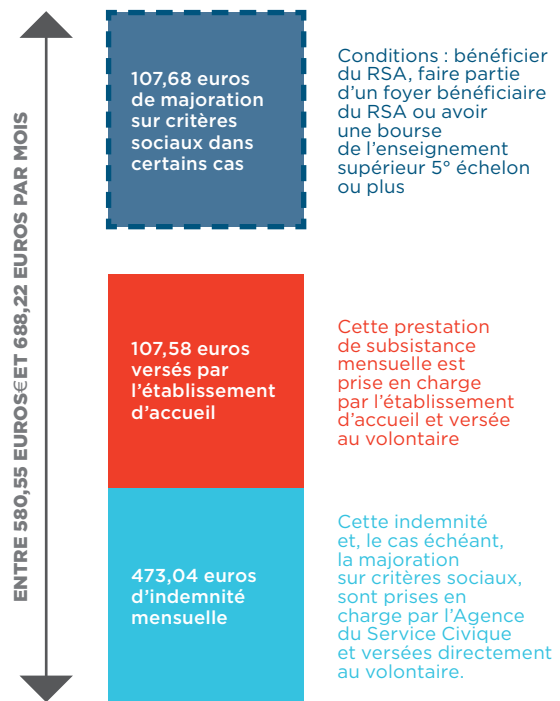 ENTRE 580,55 EUROS€ET 688,22 EUROS PAR MOIS
107,68 euros
de majoration
sur critères
sociaux dans
certains cas
Conditions : bénéficier
du RSA, faire partie
d’un foyer bénéficiaire
du RSA ou avoir
une bourse
de l’enseignement
supérieur 5° échelon
ou plus
107,58 euros
versés par
l’établissement
d’accueil
Cette prestation
de subsistance
mensuelle est
prise en charge
par l’établissement
d’accueil et versée
au volontaire
473,04 euros
d’indemnité
mensuelle
Cette indemnité
et, le cas échéant,
la majoration
sur critères sociaux,
sont prises en
charge par l’Agence
du Service Civique
et versées directement
au volontaire.